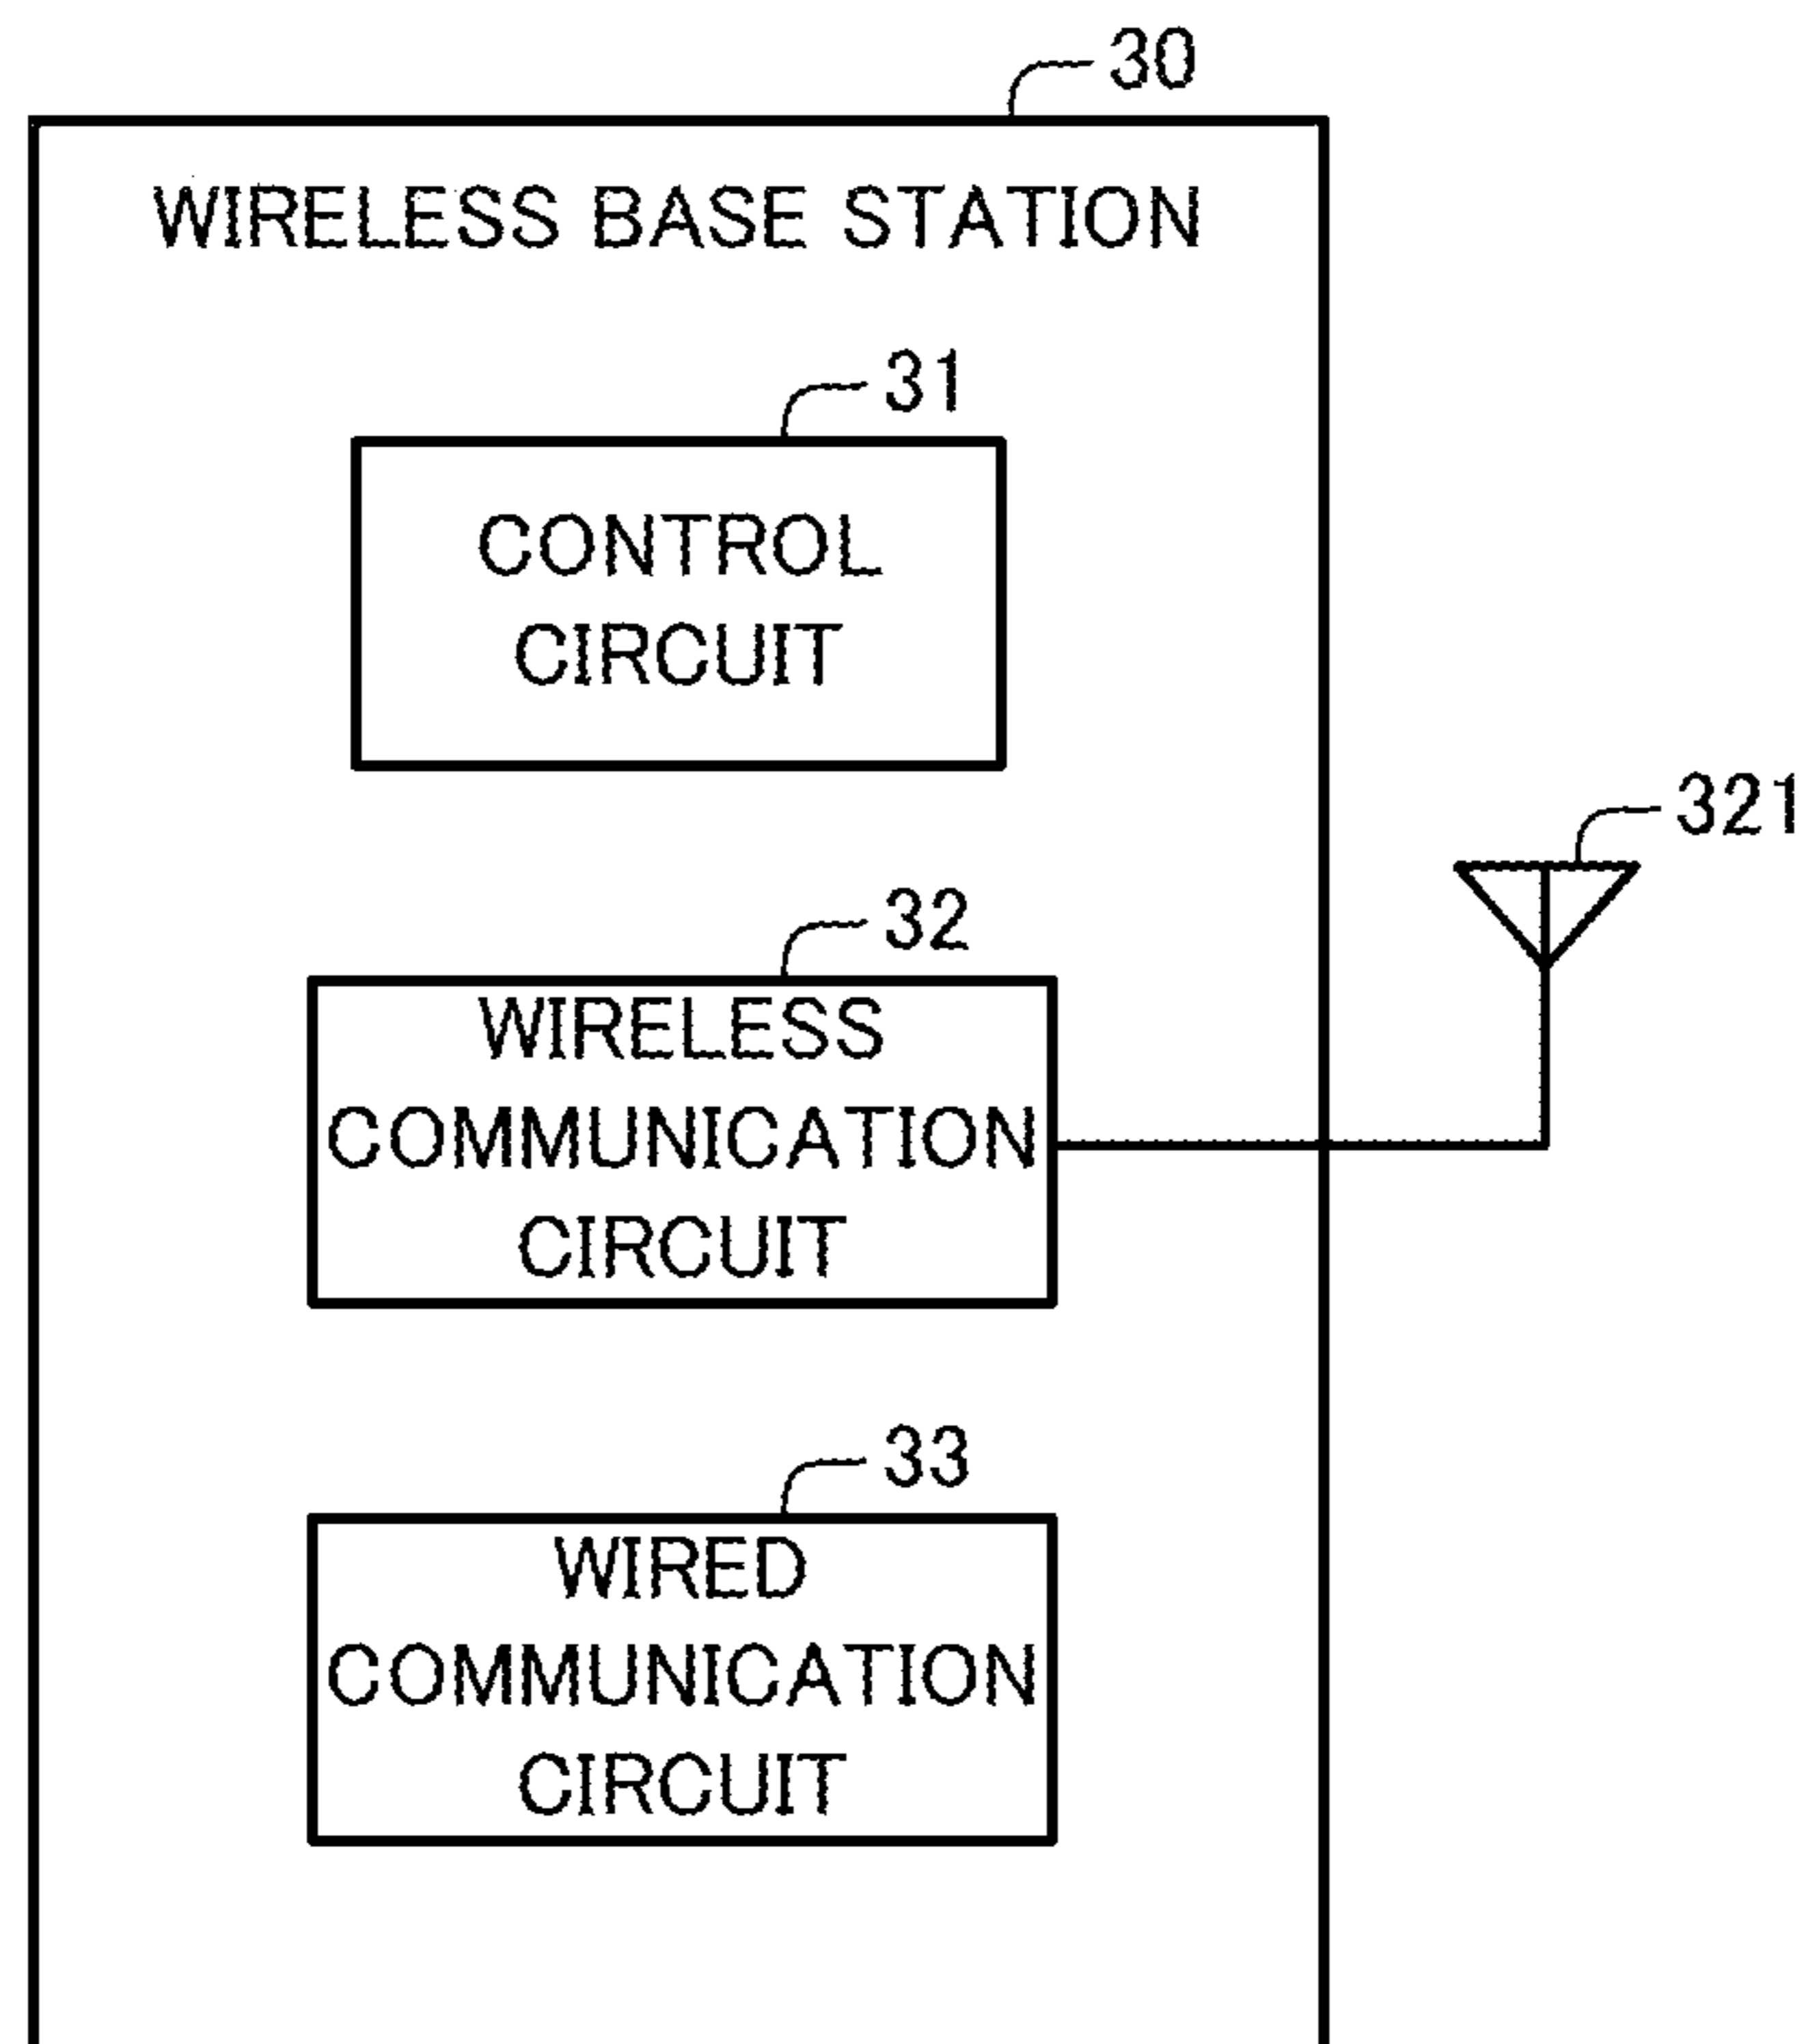 30
WIRELESS BASE STATION
31
CONTROL
CIRCUIT
321
32
WIRELESS
COMMUNICATION
CIRCUIT
33
WIRED
COMMUNICATION
CIRCUIT